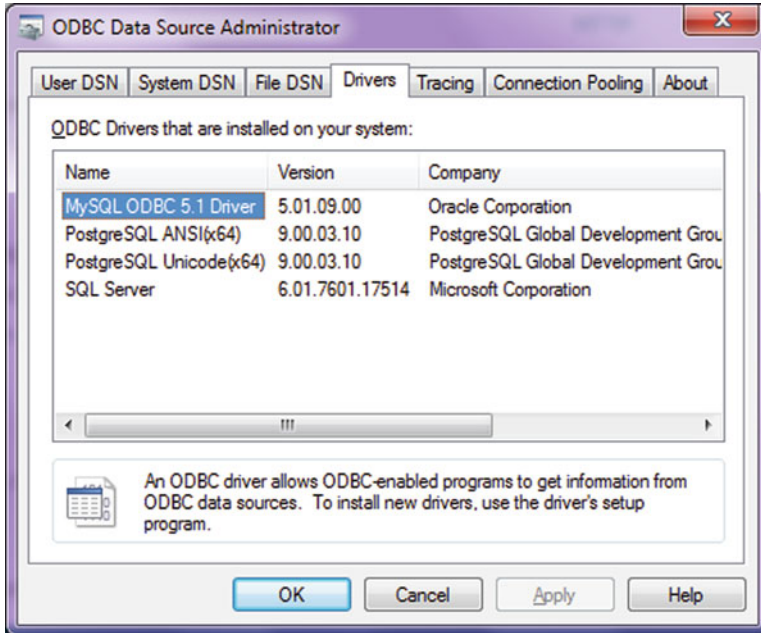 ODBC Data Source Administrator
User DSN System DSN File DSN Drivers Tracing Connection Pooling About
ODBC Drivers that are installed on your system:
Name Version Company
MySQL ODBC 5.1 Driver 5.01.09.00 Oracle Corporation
PostgreSQL ANSI(x64) 9.00.03.10 PostgreSQL Global Development Grou
PostgreSQL Unicode(x64) 9.00.03.10 PostgreSQL Global Development Grou
SQL Server 6.01.7601.17514 Microsoft Corporation
An ODBC driver allows ODBC-enabled programs to get information from
ODBC data sources. To install new drivers, use the driver's setup
program.
OK Cancel Apply Help